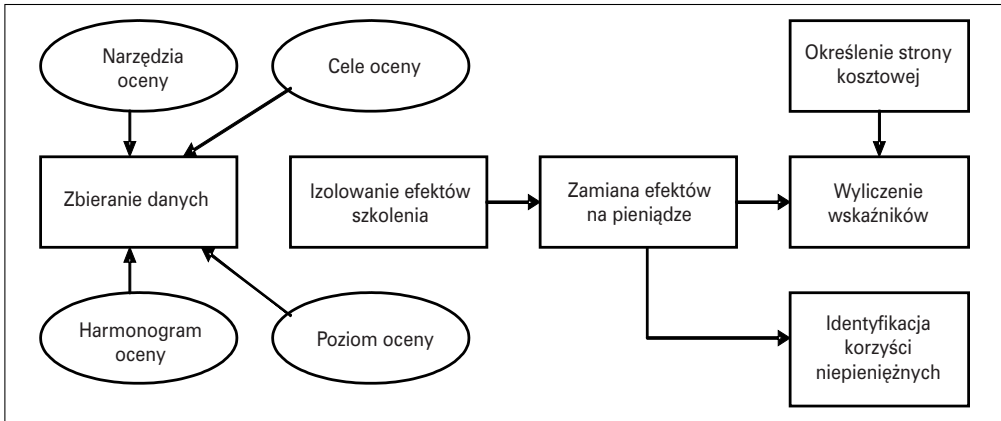 Narzędzia
oceny
Cele oceny
Określenie strony
kosztowej
Zbieranie danych
Izolowanie efektów
szkolenia
Zamiana efektów
na pieniądze
Wyliczenie
wskaźników
Harmonogram
oceny
Poziom oceny
Identyfikacja
korzyści
niepieniężnych